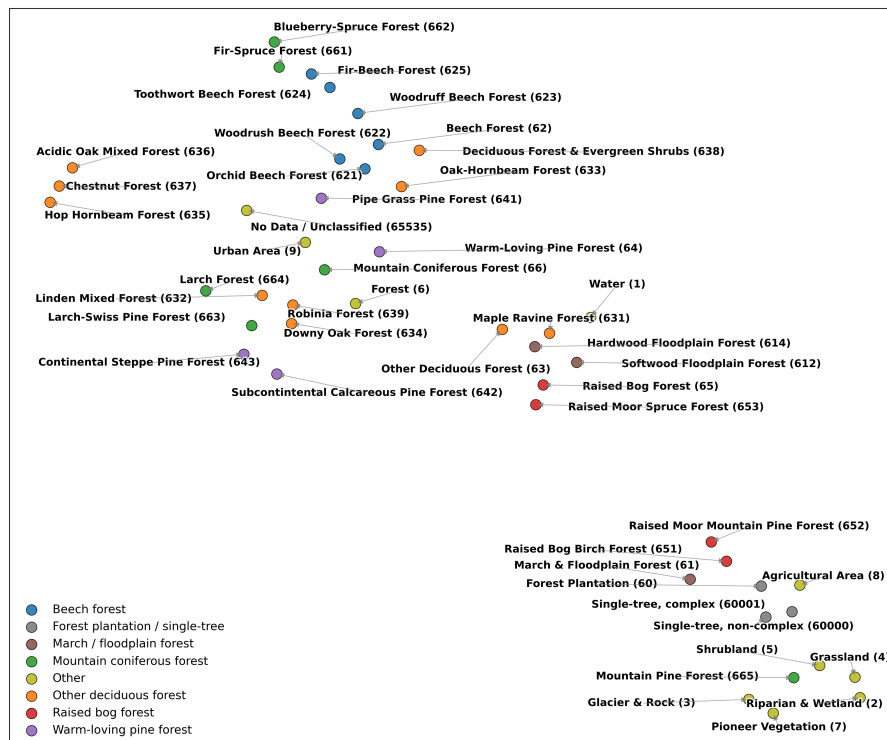 Blueberry-Spruce Forest (662)
Fir-Spruce Forest (661)
Fir-Beech Forest (625)
Toothwort Beech Forest (624)
Woodruff Beech Forest (623)
Beech Forest (62)
Woodrush Beech Forest (622)
Acidic Oak Mixed Forest (636)
Deciduous Forest & Evergreen Shrubs (638)
Oak-Hornbeam Forest (633)
Orchid Beech Forest (621)
Chestnut Forest (637)
Pipe Grass Pine Forest (641)
Hop Hornbeam Forest (635)
No Data / Unclassified (65535)
Urban Area (9)
Warm-Loving Pine Forest (64)
Mountain Coniferous Forest (66)
Larch Forest (664)
Water (1)
Forest (6)
Linden Mixed Forest (632)
Robinia Forest (639)
Larch-Swiss Pine Forest (663)
Maple Ravine Forest (631)
Downy Oak Forest (634)
Hardwood Floodplain Forest (614)
Continental Steppe Pine Forest (643)
Softwood Floodplain Forest (612)
Other Deciduous Forest (63)
Raised Bog Forest (65)
Subcontintental Calcareous Pine Forest (642)
Raised Moor Spruce Forest (653)
Raised Moor Mountain Pine Forest (652)
Raised Bog Birch Forest (651)
March & Floodplain Forest (61)
Agricultural Area (8)
Forest Plantation (60)
Single-tree, complex (60001)
Single-tree, non-complex (60000)
Shrubland (5)
Grassland (4)
Mountain Pine Forest (665)
Glacier & Rock (3)
Riparian & Wetland (2)
Pioneer Vegetation (7)
Beech forest
Forest plantation / single-tree
March / floodplain forest
Mountain coniferous forest
Other
Other deciduous forest
Raised bog forest
Warm-loving pine forest